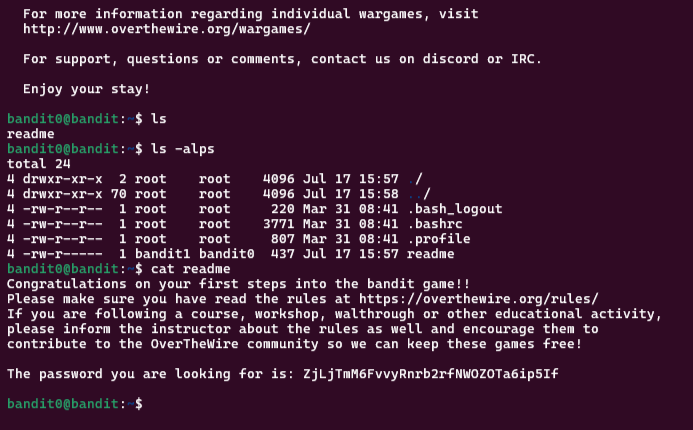 For more information regarding individual wargames, visit
http://www.overthewire.org/wargames/
For support, questions or comments, contact us on discord or IRC.
Enjoy your stay!
bandit0@bandit:~$ ls
readme
bandit0@bandit:~$ ls -alps
total 24
4 drwxr-xr-x  2 root    root    4096 Jul 17 15:57 ./
4 drwxr-xr-x 70 root    root    4096 Jul 17 15:58 ../
4 -rw-r--r--  1 root    root     220 Mar 31 08:41 .bash_logout
4 -rw-r--r--  1 root    root    3771 Mar 31 08:41 .bashrc
4 -rw-r--r--  1 root    root     807 Mar 31 08:41 .profile
4 -rw-r-----  1 bandit1 bandit0  437 Jul 17 15:57 readme
bandit0@bandit:~$ cat readme
Congratulations on your first steps into the bandit game!!
Please make sure you have read the rules at https://overthewire.org/rules/
If you are following a course, workshop, walthrough or other educational activity,
please inform the instructor about the rules as well and encourage them to
contribute to the OverTheWire community so we can keep these games free!
The password you are looking for is: ZjLjTmM6FvvyRnrb2rfNWOZOTa6ip5If
bandit0@bandit:~$